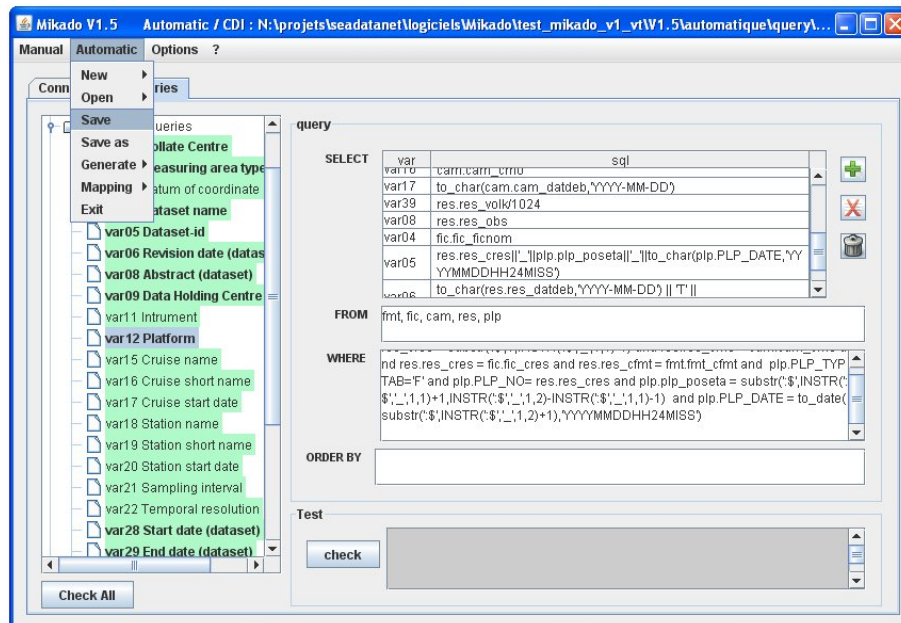 Mikado V1.5 Automatic / CDI : N:\projets\seadatanet\logiciels\Mikado\test_mikado_v1_vt\V1.5\automatique\query\...
Manual Automatic Options ?
New
Open
Save
Save as
Generate
Mapping
Exit
Conn
ries
ueries
ollate Centre
easuring area type
atum of coordinate
ataset name
var05 Dataset-id
var06 Revision date (datas
var08 Abstract (dataset)
var09 Data Holding Centre
var11 Intrument
var12 Platform
var15 Cruise name
var16 Cruise short name
var17 Cruise start date
var18 Station name
var19 Station short name
var20 Station start date
var21 Sampling interval
var22 Temporal resolution
var28 Start date (dataset)
var29 End date (dataset)
Check All
query
SELECT
var sql
var16 cam.cam_cmo
var17 to_char(cam.cam_datdeb,'YYYY-MM-DD')
var39 res.res_volk/1024
var08 res.res_obs
var04 fic.fic_ficnom
var05 res.res_cres||'_'||plp.plp_poseta||'_'||to_char(plp.PLP_DATE,'YY
YYMMDDHH24MISS')
var06 to_char(res.res_datdeb,'YYYY-MM-DD') || 'T' ||
FROM fmt, fic, cam, res, plp
WHERE
nd res.res_cres = fic.fic_cres and res.res_cfmt = fmt.fmt_cfmt and plp.PLP_TYP
TAB='F' and plp.PLP_NO= res.res_cres and plp.plp_poseta = substr(':$',INSTR(':
$','_',1,1)+1,INSTR(':$','_',1,2)-INSTR(':$','_',1,1)-1) and plp.PLP_DATE = to_date(
substr(':$',INSTR(':$','_',1,2)+1),'YYYYMMDDHH24MISS')
ORDER BY
Test
check